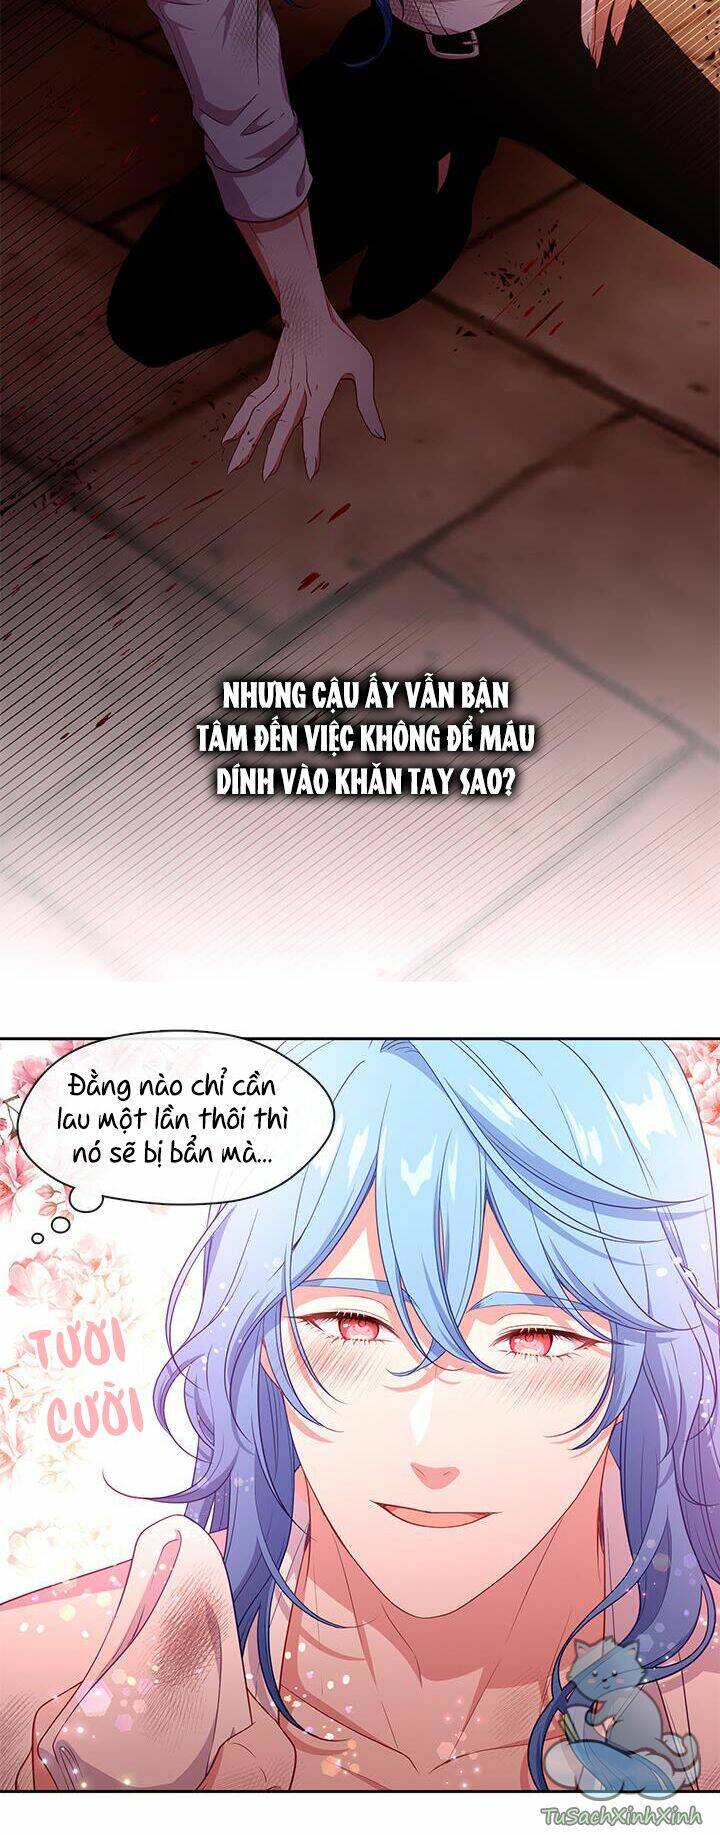 NHƯNG CẬU ẤY VẪN BẬN
TÂM ĐẾN VIỆC KHÔNG ĐỂ MÁU
DÍNH VÀO KHĂN TAY SAO?
Đằng nào chỉ cần
lau một lần thôi thì
nó sẽ bị bẩn mà...
TƯƠI
CƯỜI
TuSachXinhXinh